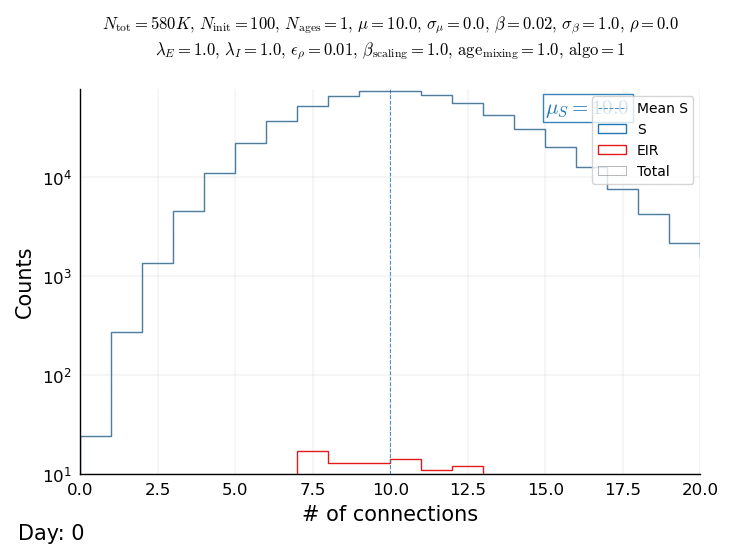 N_tot = 580K, N_init = 100, N_ages = 1, μ = 10.0, σ_μ = 0.0, β = 0.02, σ_β = 1.0, ρ = 0.0
λ_E = 1.0, λ_I = 1.0, ε_ρ = 0.01, β_scaling = 1.0, age_mixing = 1.0, algo = 1
μ_S = 10.0
Mean S
S
EIR
Total
Counts
10^4
10^3
10^2
10^1
0.0 2.5 5.0 7.5 10.0 12.5 15.0 17.5 20.0
# of connections
Day: 0